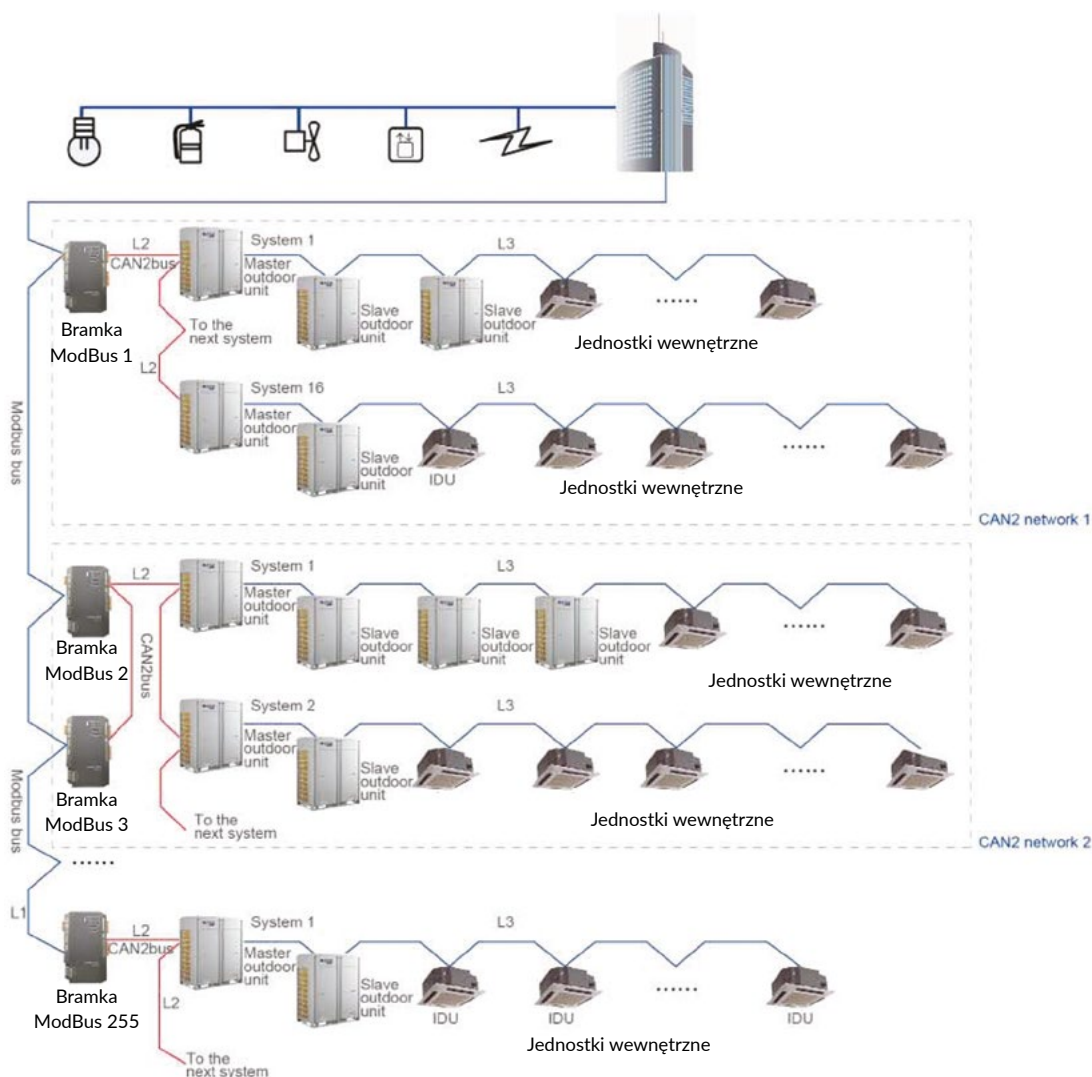 L2
CAN2bus
System 1
Master
outdoor
unit
L3
Slave
outdoor
unit
Slave
outdoor
unit
......
Bramka
ModBus 1
To the
next system
Jednostki wewnętrzne
L2
System 16
Master
outdoor
unit
L3
Slave
outdoor
unit
IDU
......
Jednostki wewnętrzne
CAN2 network 1
Modbus bus
L2
System 1
Master
outdoor
unit
L3
Slave
outdoor
unit
Slave
outdoor
unit
Slave
outdoor
unit
......
Bramka
ModBus 2
CAN2bus
Jednostki wewnętrzne
System 2
Master
outdoor
unit
L3
Slave
outdoor
unit
......
Bramka
ModBus 3
To the
next system
Jednostki wewnętrzne
CAN2 network 2
Modbus bus
......
L1
L2
CAN2bus
System 1
Master
outdoor
unit
L3
Slave
outdoor
unit
IDU
IDU
......
IDU
Bramka
ModBus 255
L2
Jednostki wewnętrzne
To the
next system